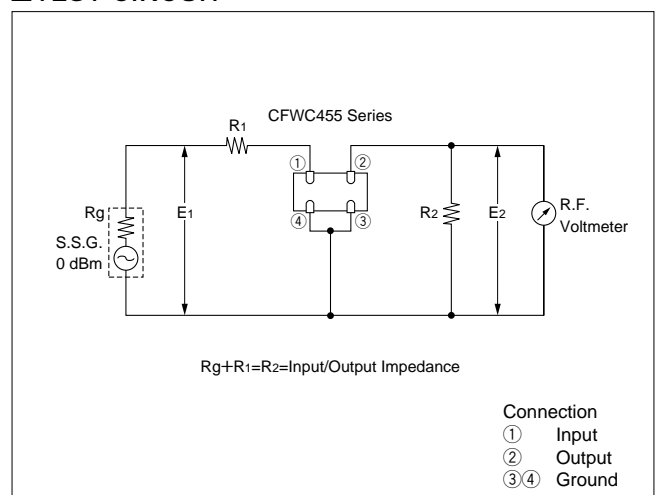 CFWC455 Series
R1
① ②
④ ③
Rg
S.S.G.
0 dBm
E1
R2
E2
R.F.
Voltmeter
Rg+R1=R2=Input/Output Impedance
Connection
① Input
② Output
③④ Ground